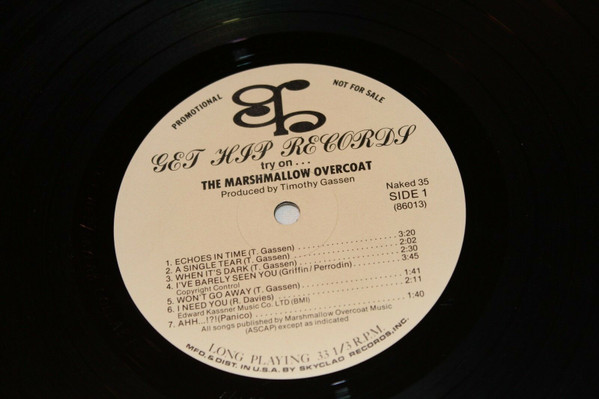 PROMOTIONAL
NOT FOR SALE
GET HIP RECORDS
try on...
THE MARSHMALLOW OVERCOAT
Produced by Timothy Gassen
Naked 35
SIDE 1
(86013)
1. ECHOES IN TIME (T. Gassen) 3:20
2. A SINGLE TEAR (T. Gassen) 2:02
3. WHEN IT'S DARK (T. Gassen) 2:30
4. I'VE BARELY SEEN YOU (Griffin/Perrodin) 3:45
Copyright Control
5. WON'T GO AWAY (T. Gassen) 1:41
6. I NEED YOU (R. Davies) 2:11
Edward Kassner Music Co. LTD (BMI)
7. AHH...!?! (Panico) 1:40
All songs published by Marshmallow Overcoat Music
(ASCAP) except as indicated
LONG PLAYING 33 1/3 R.P.M.
MFD. & DIST. IN U.S.A. BY SKYCLAD RECORDS, INC.